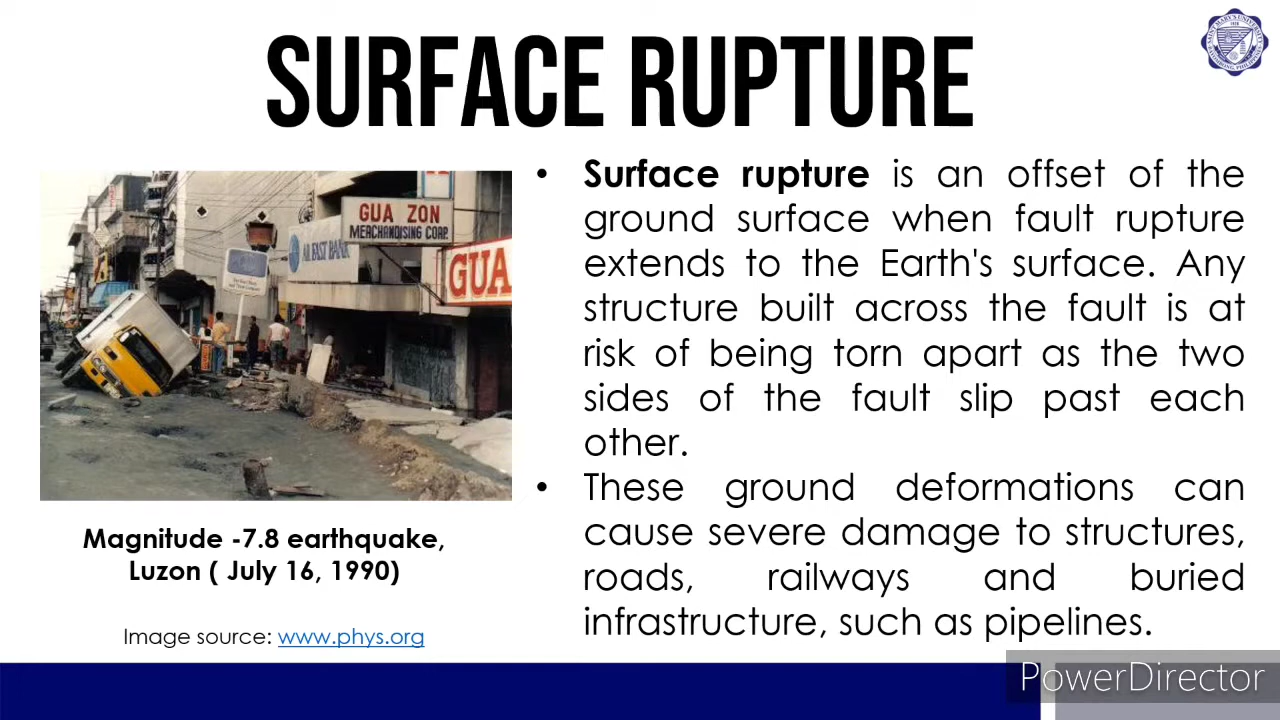 SURFACE RUPTURE
GUA ZON
MERCHANDISING CORP.
FAR EAST BANK
GUA
• Surface rupture is an offset of the
ground surface when fault rupture
extends to the Earth's surface. Any
structure built across the fault is at
risk of being torn apart as the two
sides of the fault slip past each
other.
• These ground deformations can
cause severe damage to structures,
roads, railways and buried
infrastructure, such as pipelines.
Magnitude -7.8 earthquake,
Luzon ( July 16, 1990)
Image source: www.phys.org
PowerDirector